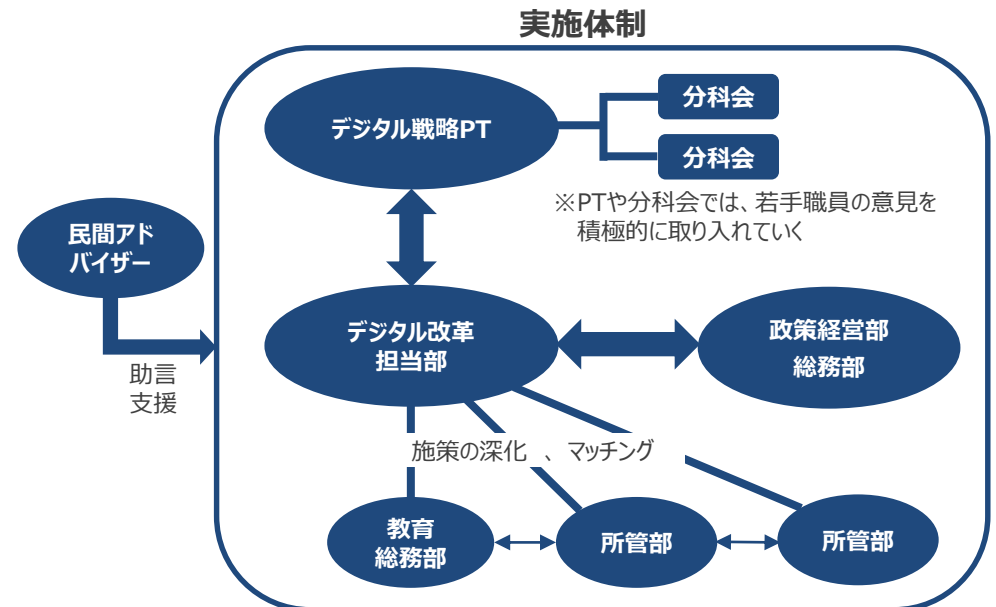 実施体制
デジタル戦略PT
分科会
分科会
※PTや分科会では、若手職員の意見を
積極的に取り入れていく
民間アド
バイザー
助言
支援
デジタル改革
担当部
政策経営部
総務部
施策の深化　、マッチング
教育
総務部
所管部
所管部